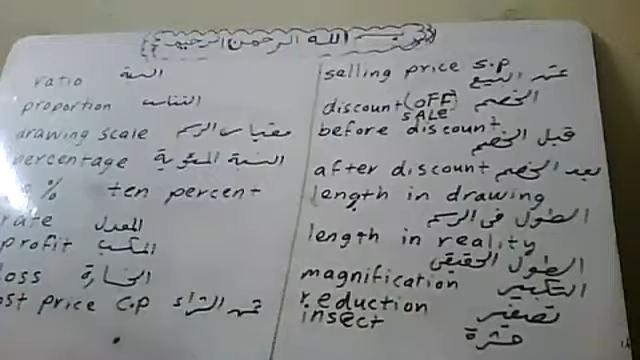 بسم الله الرحمن الرحيم
ratio النسبة
proportion التناسب
drawing scale مقياس الرسم
percentage النسبة المئوية
% ten percent
rate المعدل
profit المكسب
loss الخسارة
cost price C.P ثمن الشراء
selling price S.P
ثمن البيع
discount (OFF) الخصم
SALE
before discount
قبل الخصم
after discount بعد الخصم
length in drawing
الطول فى الرسم
length in reality
الطول الحقيقى
magnification التكبير
reduction تصغير
insect حشرة